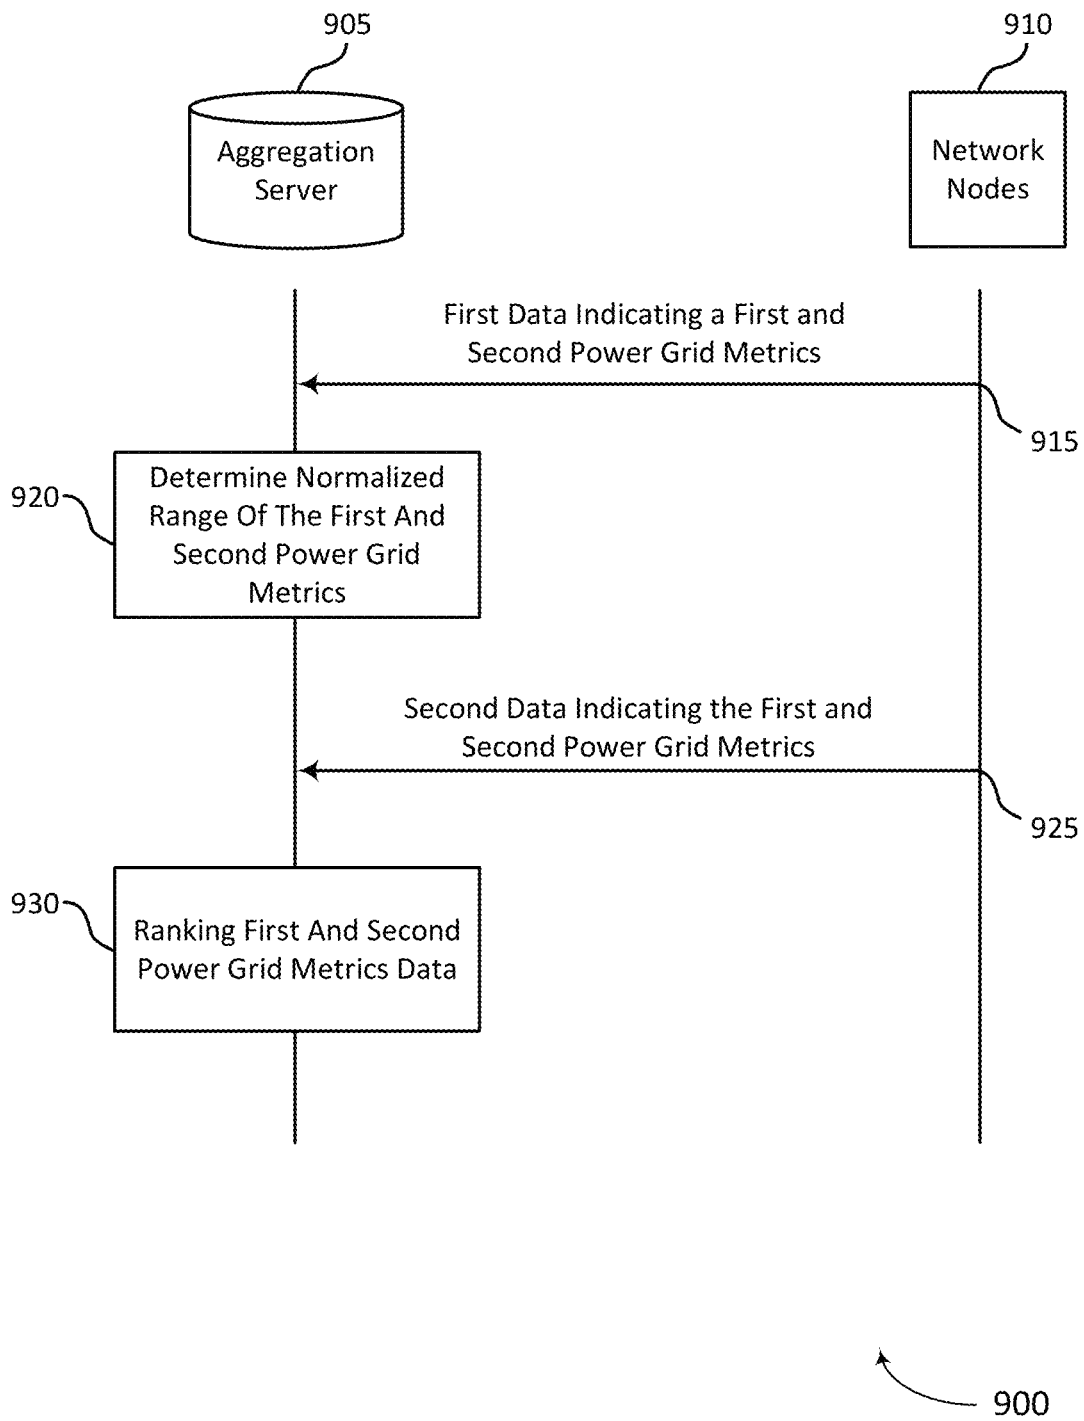 905
910
Aggregation
Server
Network
Nodes
First Data Indicating a First and
Second Power Grid Metrics
915
920
Determine Normalized
Range Of The First And
Second Power Grid
Metrics
Second Data Indicating the First and
Second Power Grid Metrics
925
930
Ranking First And Second
Power Grid Metrics Data
900